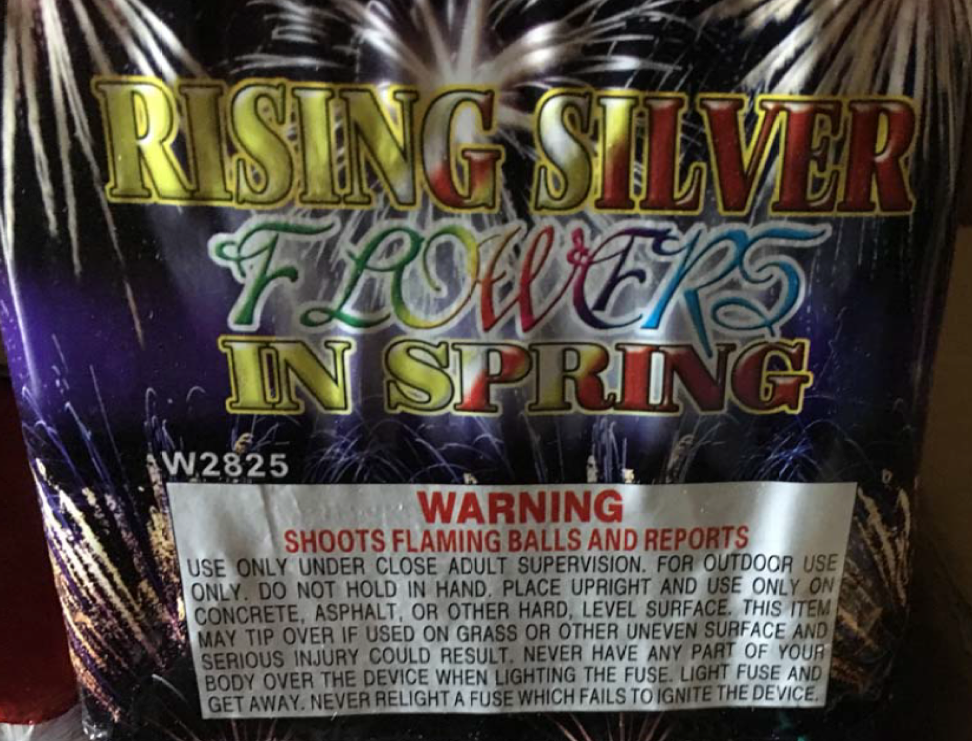 RISING SILVER
FLOWERS
IN SPRING
W2825
WARNING
SHOOTS FLAMING BALLS AND REPORTS
USE ONLY UNDER CLOSE ADULT SUPERVISION. FOR OUTDOOR USE
ONLY. DO NOT HOLD IN HAND. PLACE UPRIGHT AND USE ONLY ON
CONCRETE, ASPHALT, OR OTHER HARD, LEVEL SURFACE. THIS ITEM
MAY TIP OVER IF USED ON GRASS OR OTHER UNEVEN SURFACE AND
SERIOUS INJURY COULD RESULT. NEVER HAVE ANY PART OF YOUR
BODY OVER THE DEVICE WHEN LIGHTING THE FUSE. LIGHT FUSE AND
GET AWAY. NEVER RELIGHT A FUSE WHICH FAILS TO IGNITE THE DEVICE.